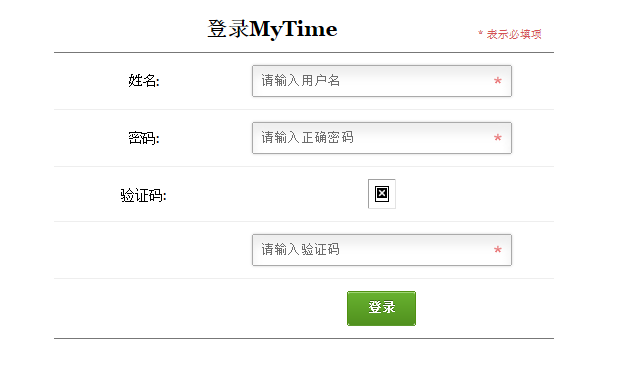 登录MyTime
* 表示必填项
姓名:
请输入用户名
*
密码:
请输入正确密码
*
验证码:
请输入验证码
*
登录